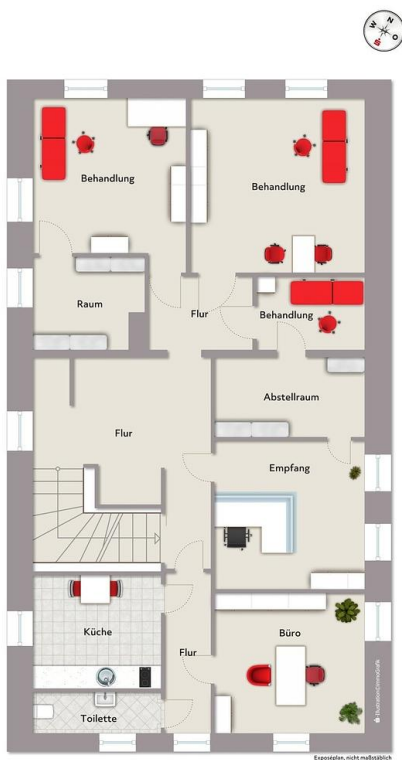 W
N
S
O
Behandlung
Behandlung
Raum
Flur
Behandlung
Abstellraum
Flur
Empfang
Küche
Büro
Flur
Toilette
Exposéplan, nicht maßstäblich